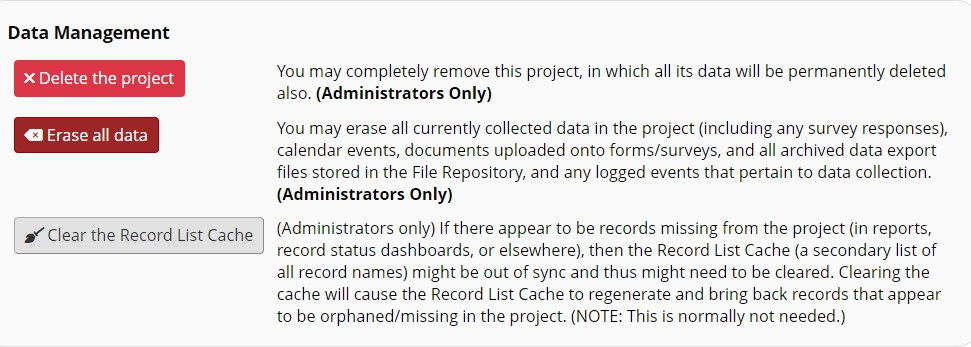 Data Management
Delete the project
You may completely remove this project, in which all its data will be permanently deleted
also. (Administrators Only)
Erase all data
You may erase all currently collected data in the project (including any survey responses),
calendar events, documents uploaded onto forms/surveys, and all archived data export
files stored in the File Repository, and any logged events that pertain to data collection.
(Administrators Only)
Clear the Record List Cache
(Administrators only) If there appear to be records missing from the project (in reports,
record status dashboards, or elsewhere), then the Record List Cache (a secondary list of
all record names) might be out of sync and thus might need to be cleared. Clearing the
cache will cause the Record List Cache to regenerate and bring back records that appear
to be orphaned/missing in the project. (NOTE: This is normally not needed.)